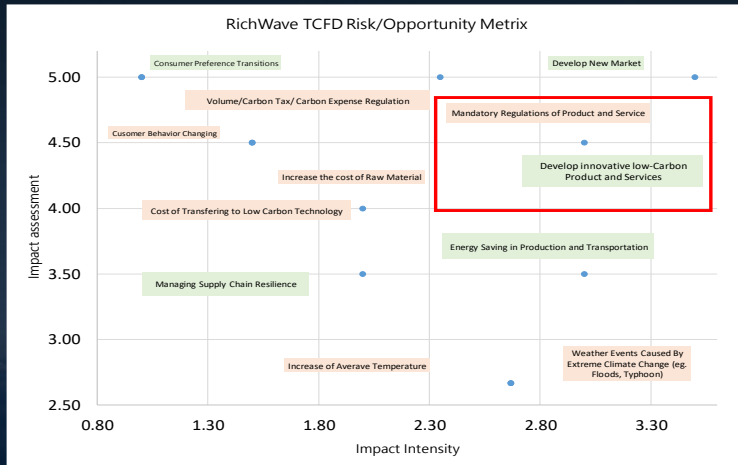 RichWave TCFD Risk/Opportunity Metrix
Consumer Preference Transitions
Develop New Market
5.00
Volume/Carbon Tax/ Carbon Expense Regulation
Mandatory Regulations of Product and Service
Cusomer Behavior Changing
4.50
Develop innovative low-Carbon
Product and Services
Increase the cost of Raw Material
Cost of Transfering to Low Carbon Technology
4.00
Energy Saving in Production and Transportation
3.50
Managing Supply Chain Resilience
3.00
Weather Events Caused By
Extreme Climate Change (eg.
Floods, Typhoon)
Increase of Averave Temperature
2.50
0.80 1.30 1.80 2.30 2.80 3.30
Impact Intensity
Impact assessment